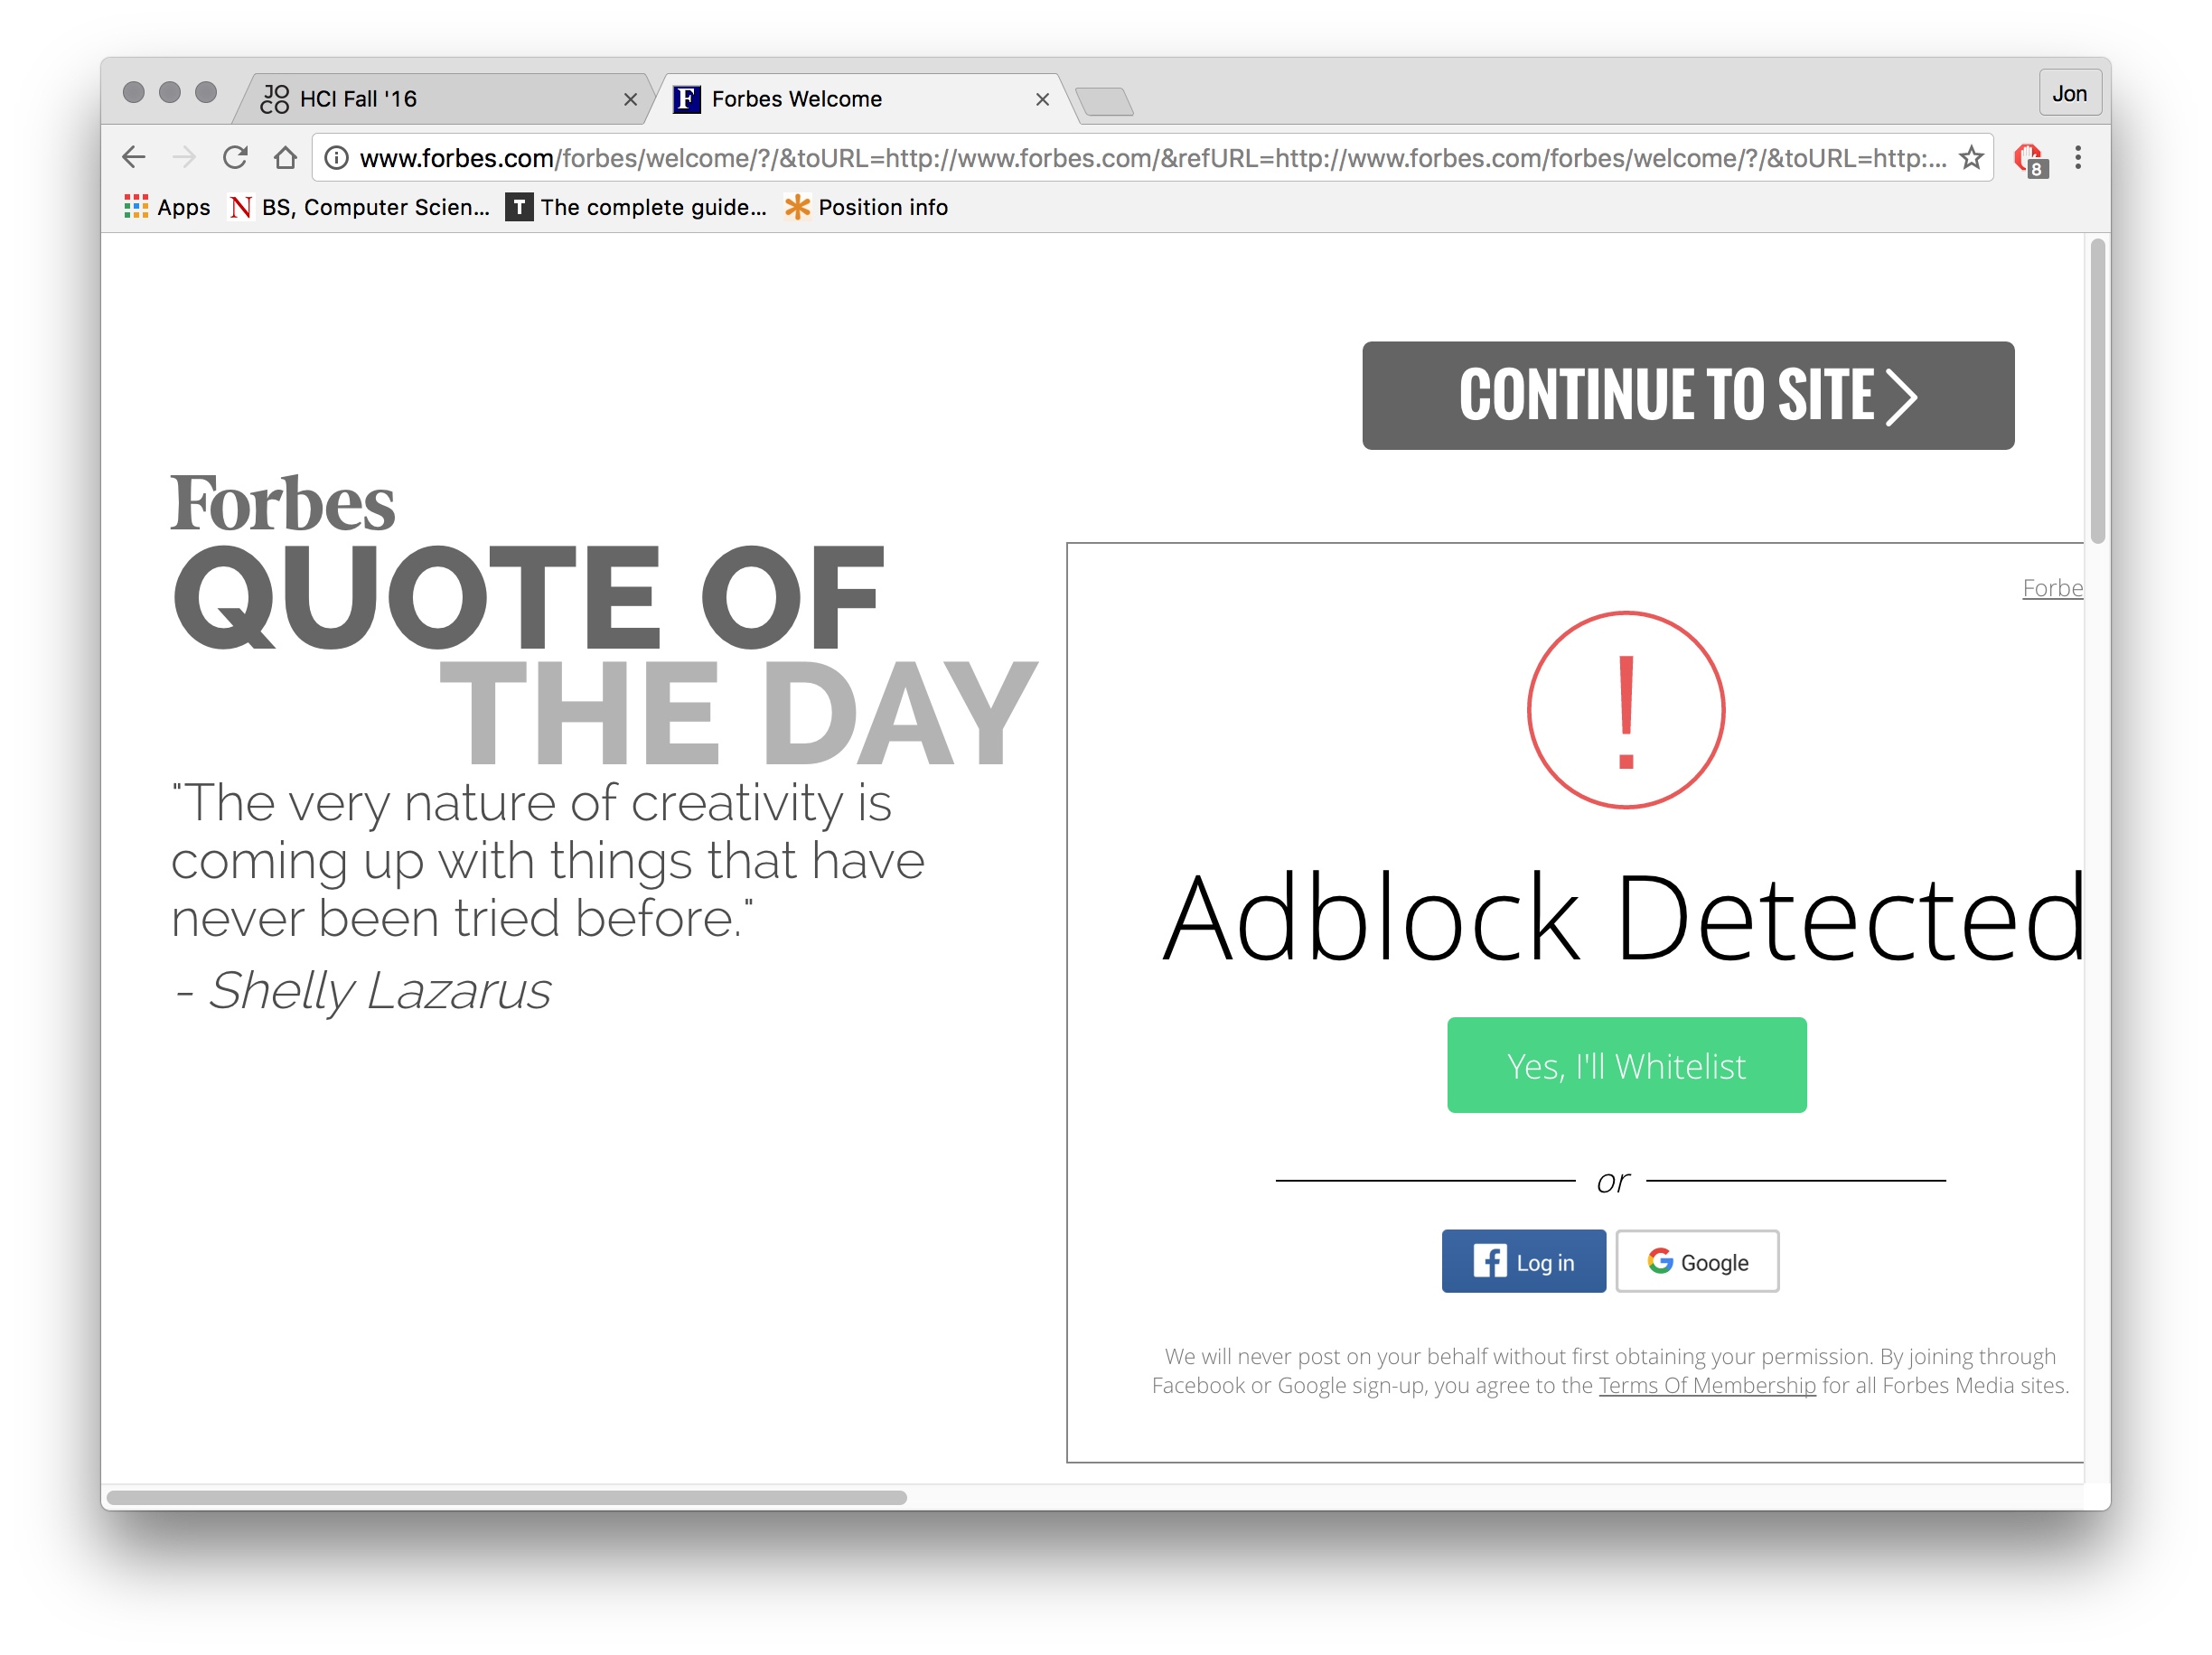 JO
CO
HCI Fall '16
F
Forbes Welcome
Jon
www.forbes.com/forbes/welcome/?/&toURL=http://www.forbes.com/&refURL=http://www.forbes.com/forbes/welcome/?/&toURL=http:...
8
Apps
N
BS, Computer Scien...
T
The complete guide...
Position info
CONTINUE TO SITE
Forbes
QUOTE OF
THE DAY
"The very nature of creativity is
coming up with things that have
never been tried before."
- Shelly Lazarus
Forbe
!
Adblock Detected
Yes, I'll Whitelist
or
f Log in
G Google
We will never post on your behalf without first obtaining your permission. By joining through
Facebook or Google sign-up, you agree to the Terms Of Membership for all Forbes Media sites.